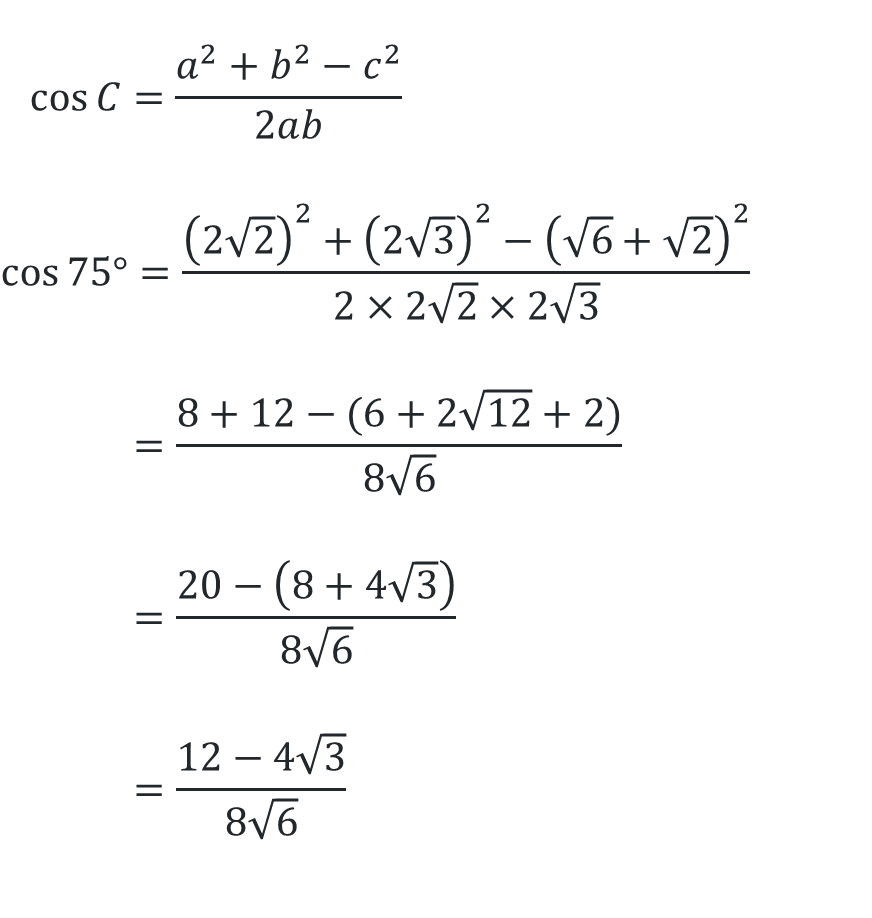 cos C = (a² + b² − c²) / 2ab
cos 75° = ((2√2)² + (2√3)² − (√6 + √2)²) / (2 × 2√2 × 2√3)
= (8 + 12 − (6 + 2√12 + 2)) / 8√6
= (20 − (8 + 4√3)) / 8√6
= (12 − 4√3) / 8√6